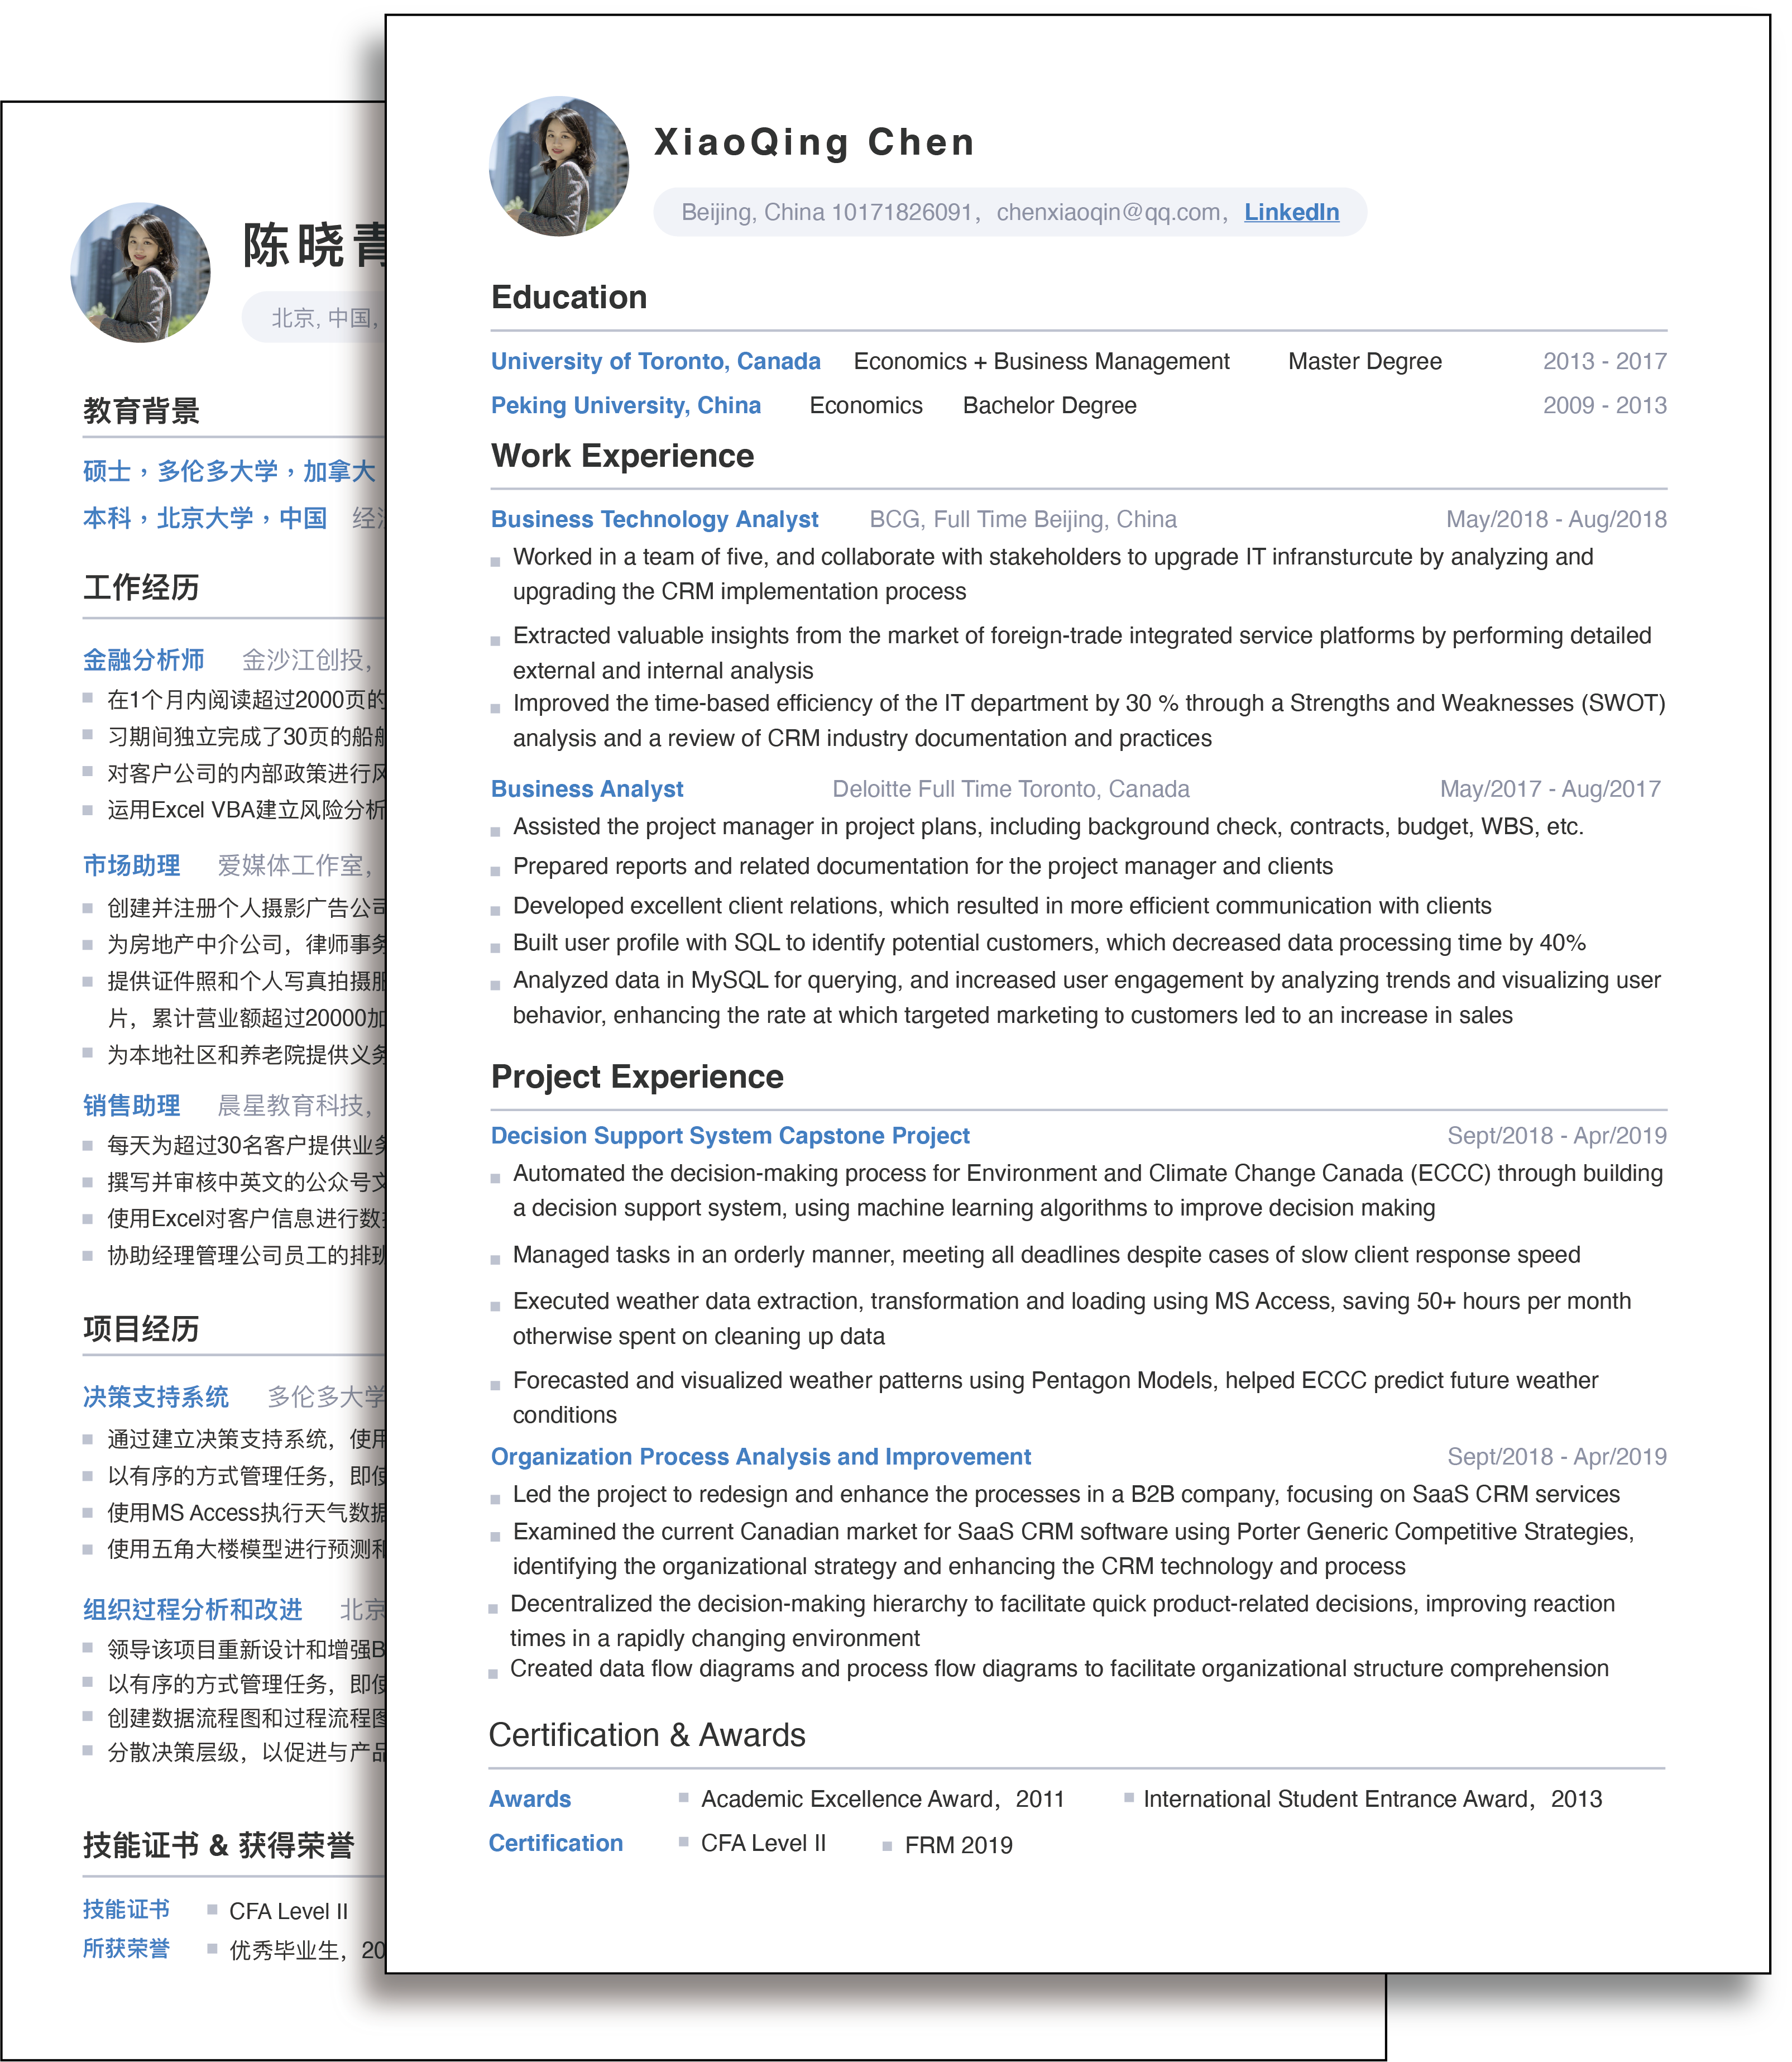 XiaoQing Chen
Beijing, China 10171826091，chenxiaoqin@qq.com，LinkedIn
Education
University of Toronto, Canada Economics + Business Management Master Degree 2013 - 2017
Peking University, China Economics Bachelor Degree 2009 - 2013
Work Experience
Business Technology Analyst BCG, Full Time Beijing, China May/2018 - Aug/2018
Worked in a team of five, and collaborate with stakeholders to upgrade IT infransturcute by analyzing and
upgrading the CRM implementation process
Extracted valuable insights from the market of foreign-trade integrated service platforms by performing detailed
external and internal analysis
Improved the time-based efficiency of the IT department by 30 % through a Strengths and Weaknesses (SWOT)
analysis and a review of CRM industry documentation and practices
Business Analyst Deloitte Full Time Toronto, Canada May/2017 - Aug/2017
Assisted the project manager in project plans, including background check, contracts, budget, WBS, etc.
Prepared reports and related documentation for the project manager and clients
Developed excellent client relations, which resulted in more efficient communication with clients
Built user profile with SQL to identify potential customers, which decreased data processing time by 40%
Analyzed data in MySQL for querying, and increased user engagement by analyzing trends and visualizing user
behavior, enhancing the rate at which targeted marketing to customers led to an increase in sales
Project Experience
Decision Support System Capstone Project Sept/2018 - Apr/2019
Automated the decision-making process for Environment and Climate Change Canada (ECCC) through building
a decision support system, using machine learning algorithms to improve decision making
Managed tasks in an orderly manner, meeting all deadlines despite cases of slow client response speed
Executed weather data extraction, transformation and loading using MS Access, saving 50+ hours per month
otherwise spent on cleaning up data
Forecasted and visualized weather patterns using Pentagon Models, helped ECCC predict future weather
conditions
Organization Process Analysis and Improvement Sept/2018 - Apr/2019
Led the project to redesign and enhance the processes in a B2B company, focusing on SaaS CRM services
Examined the current Canadian market for SaaS CRM software using Porter Generic Competitive Strategies,
identifying the organizational strategy and enhancing the CRM technology and process
Decentralized the decision-making hierarchy to facilitate quick product-related decisions, improving reaction
times in a rapidly changing environment
Created data flow diagrams and process flow diagrams to facilitate organizational structure comprehension
Certification & Awards
Awards Academic Excellence Award，2011 International Student Entrance Award，2013
Certification CFA Level II FRM 2019
陈晓青
北京, 中国,
教育背景
硕士，多伦多大学，加拿大
本科，北京大学，中国 经
工作经历
金融分析师 金沙江创投,
在1个月内阅读超过2000页的
习期间独立完成了30页的船舶
对客户公司的内部政策进行风
运用Excel VBA建立风险分析
市场助理 爱媒体工作室,
创建并注册个人摄影广告公司
为房地产中介公司，律师事务
提供证件照和个人写真拍摄服
片，累计营业额超过20000加
为本地社区和养老院提供义务
销售助理 晨星教育科技,
每天为超过30名客户提供业务
撰写并审核中英文的公众号文
使用Excel对客户信息进行数据
协助经理管理公司员工的排班
项目经历
决策支持系统 多伦多大学
通过建立决策支持系统，使用
以有序的方式管理任务，即使
使用MS Access执行天气数据
使用五角大楼模型进行预测和
组织过程分析和改进 北京
领导该项目重新设计和增强B
以有序的方式管理任务，即使
创建数据流程图和过程流程图
分散决策层级，以促进与产品
技能证书 & 获得荣誉
技能证书 CFA Level II
所获荣誉 优秀毕业生，20